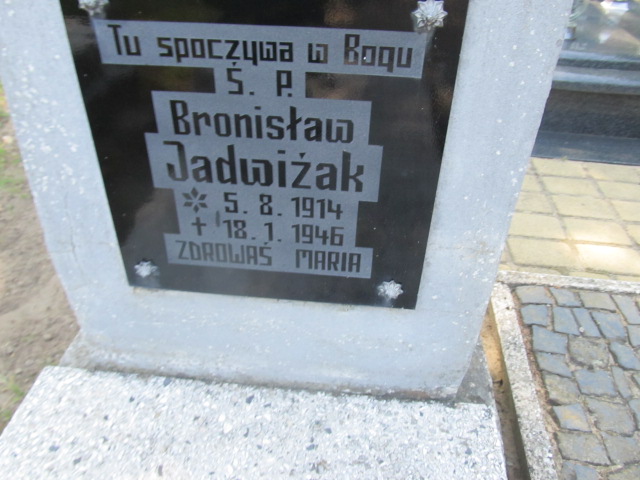 Tu spoczywa w Bogu
Ś. P.
Bronisław
Jadwiżak
* 5. 8. 1914
+ 18. 1. 1946
ZDROWAŚ MARIA